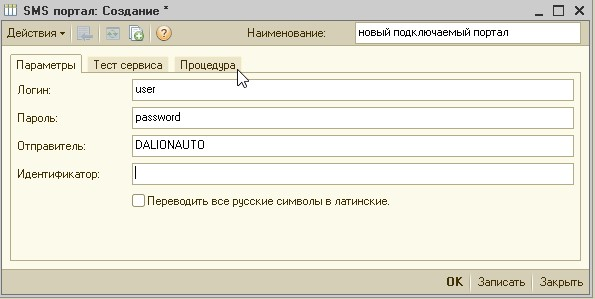 SMS портал: Создание *
Действия Наименование: новый подключаемый портал
Параметры Тест сервиса Процедура
Логин: user
Пароль: password
Отправитель: DALIONAUTO
Идентификатор:
Переводить все русские символы в латинские.
OK Записать Закрыть